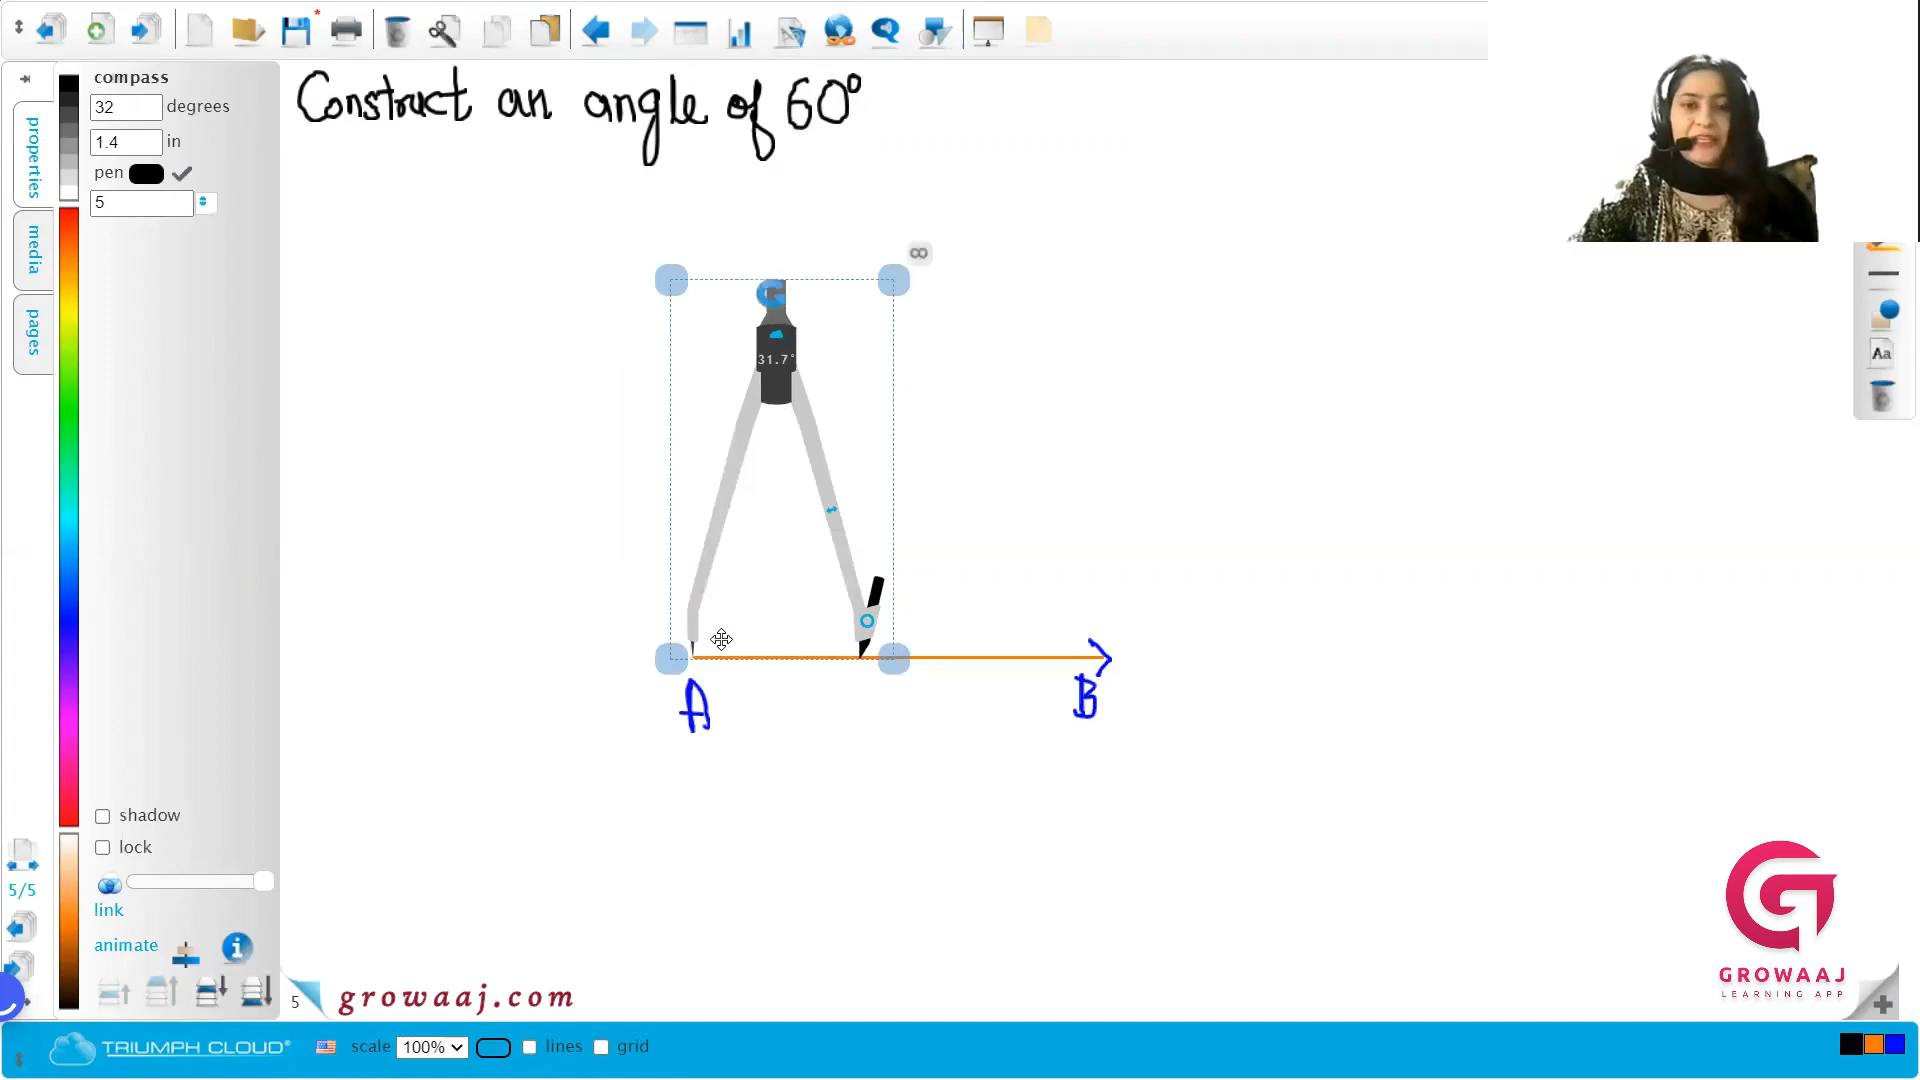 compass
32 degrees
Construct an angle of 60°
1.4 in
pen
5
properties
media
pages
∞
31.7°
Aa
A
B
shadow
lock
5/5
link
animate
5
growaaj.com
GROWAAJ
LEARNING APP
TRIUMPH CLOUD
scale 100% lines grid